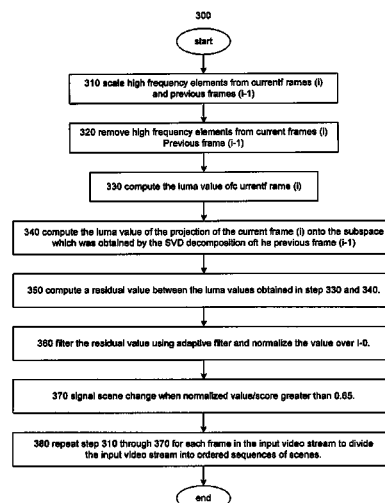 300
start
310 scale high frequency elements from currentf rames (i)
and previous frames (i-1)
320 remove high frequency elements from current frames (i)
Previous frame (i-1)
330 compute the luma value ofc urrentf rame (i)
340 compute the luma value of the projection of the current frame (i) onto the subspace
which was obtained by the SVD decomposition oft he previous frame (i-1)
350 compute a residual value between the luma values obtained in step 330 and 340.
360 filter the residual value using adaptive filter and normalize the value over I-0.
370 signal scene change when normalized value/score greater than 0.65.
380 repeat step 310 through 370 for each frame in the input video stream to divide
the input video stream into ordered sequences of scenes.
end